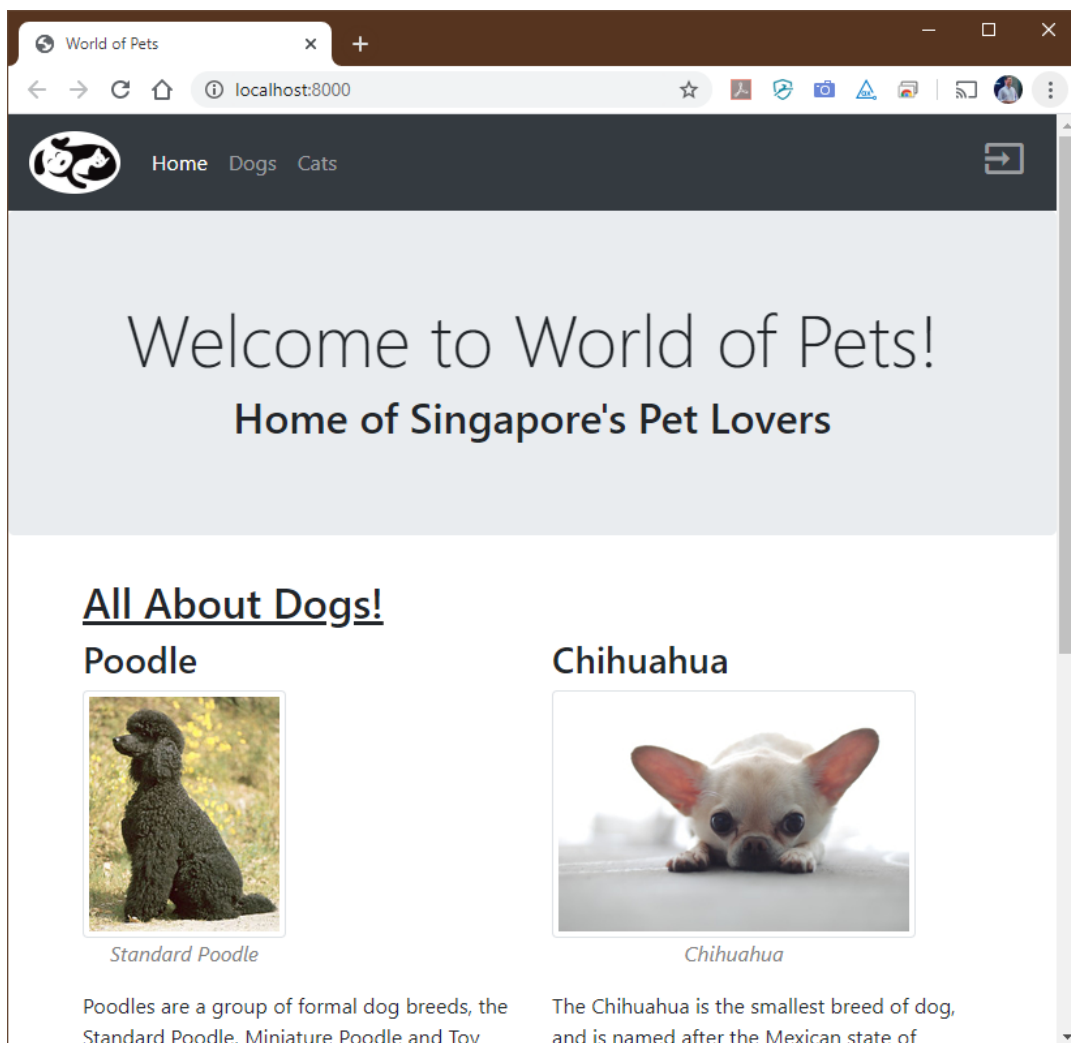 World of Pets
localhost:8000
Home Dogs Cats
Welcome to World of Pets!
Home of Singapore's Pet Lovers
All About Dogs!
Poodle
Standard Poodle
Poodles are a group of formal dog breeds, the
Standard Poodle, Miniature Poodle and Toy
Chihuahua
Chihuahua
The Chihuahua is the smallest breed of dog,
and is named after the Mexican state of